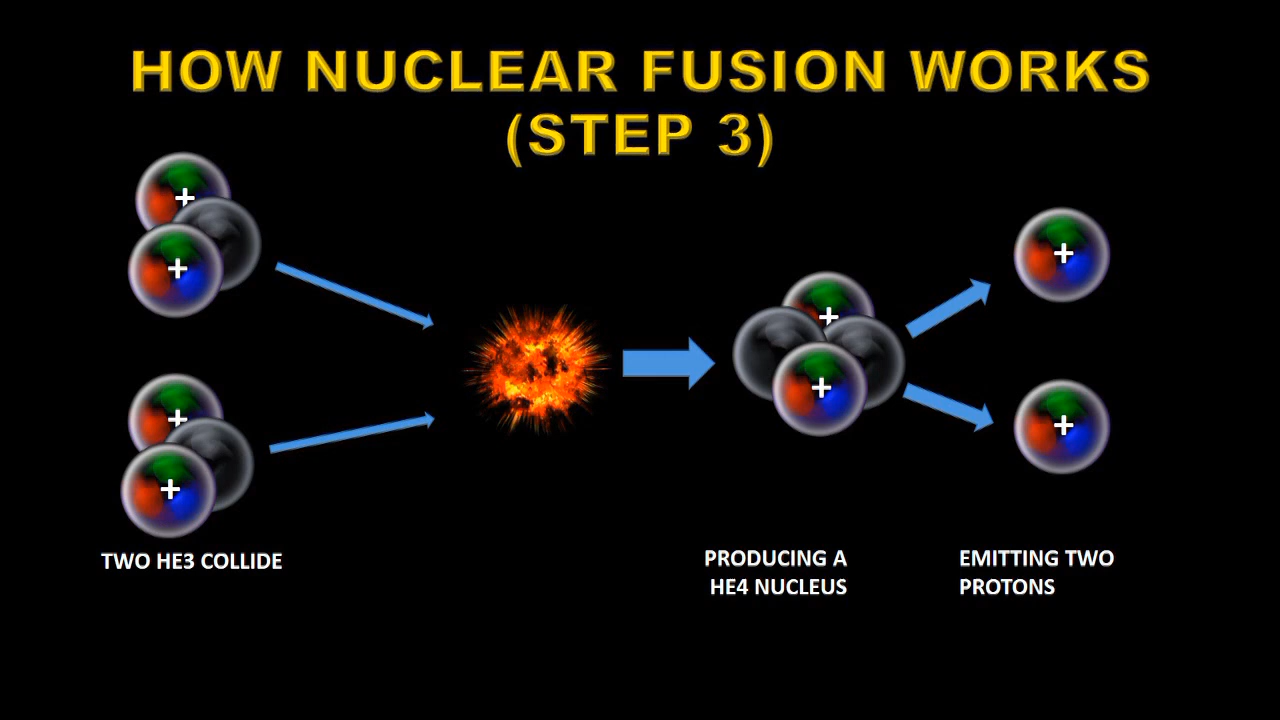 HOW NUCLEAR FUSION WORKS
(STEP 3)
+
+
+
+
+
+
+
+
TWO HE3 COLLIDE
PRODUCING A
HE4 NUCLEUS
EMITTING TWO
PROTONS